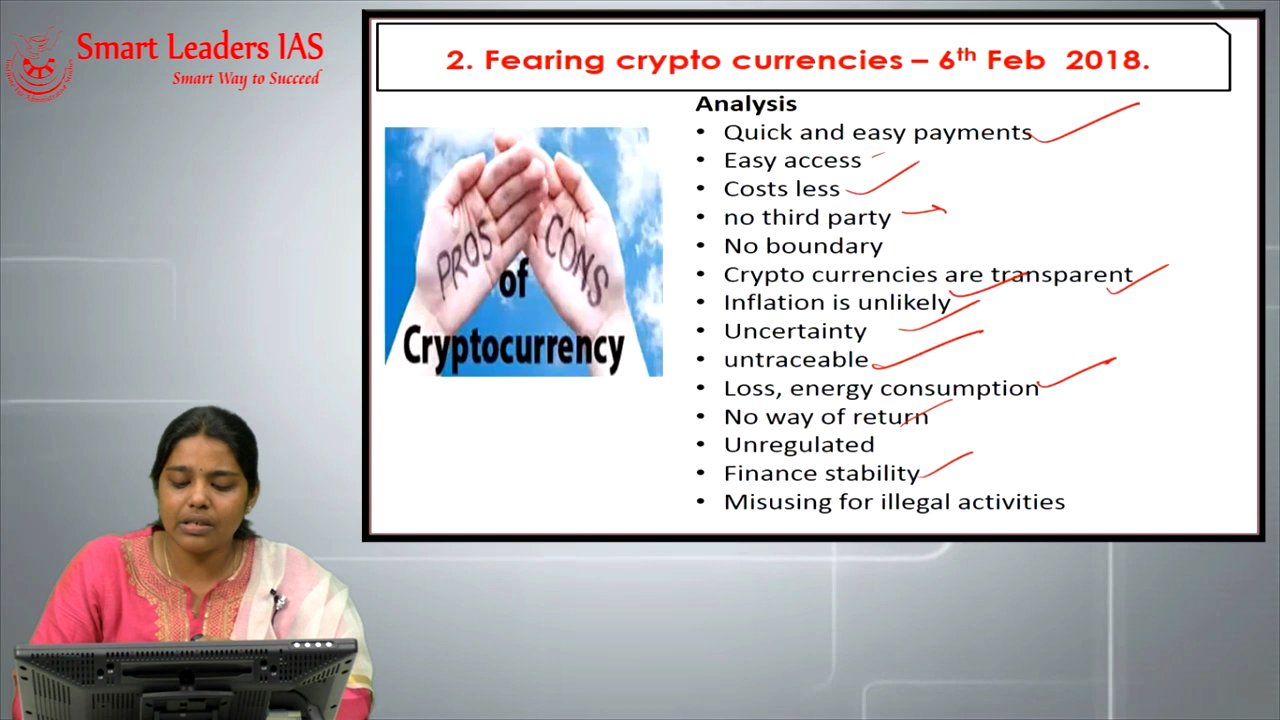 Smart Leaders IAS
Smart Way to Succeed
2. Fearing crypto currencies – 6th Feb 2018.
Analysis
• Quick and easy payments
• Easy access
• Costs less
• no third party
• No boundary
• Crypto currencies are transparent
• Inflation is unlikely
• Uncertainty
• untraceable
• Loss, energy consumption
• No way of return
• Unregulated
• Finance stability
• Misusing for illegal activities
PROS CONS
of
Cryptocurrency